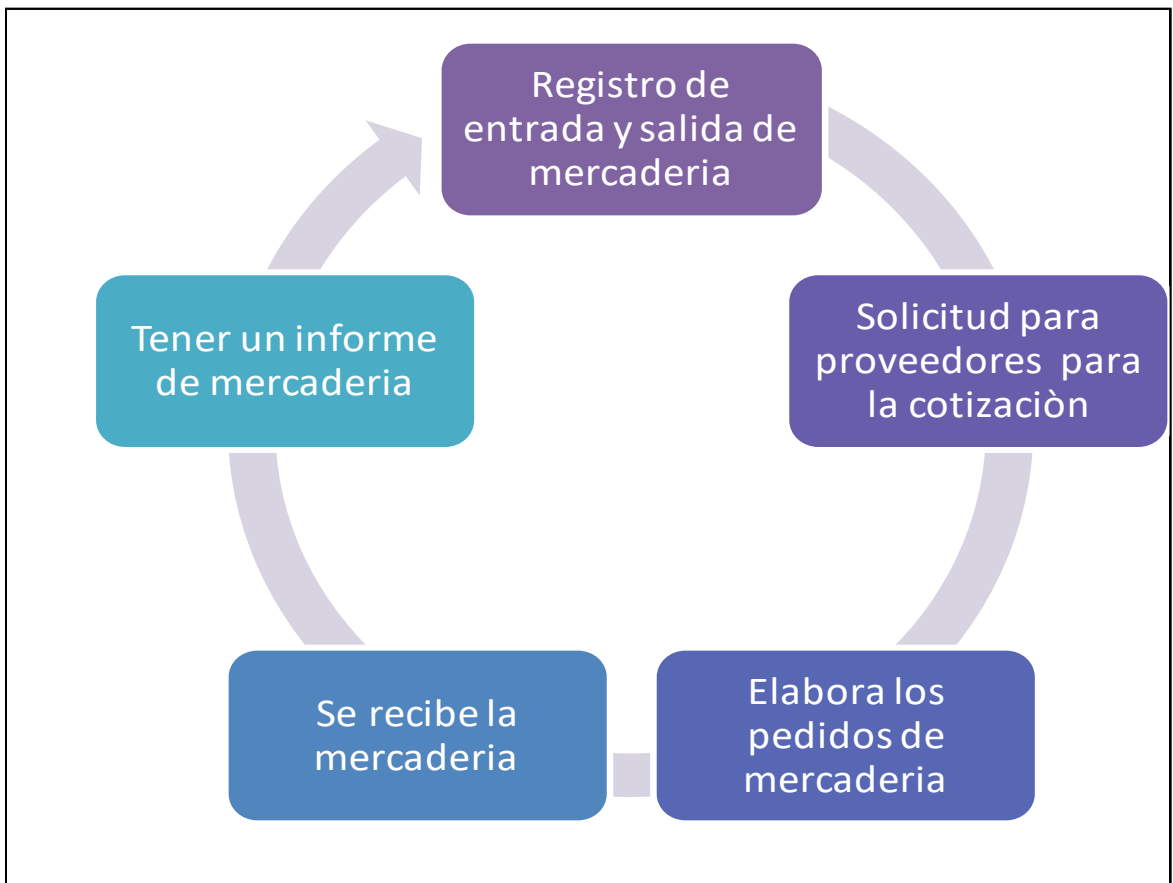 Registro de
entrada y salida de
mercaderia
Solicitud para
proveedores para
la cotizaciòn
Elabora los
pedidos de
mercaderia
Se recibe la
mercaderia
Tener un informe
de mercaderia